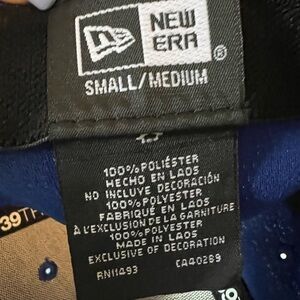 NEW
ERA®
SMALL/MEDIUM
100% POLIÉSTER
HECHO EN LAOS
NO INCLUYE DECORACIÓN
100% POLYESTER
FABRIQUÉ EN LAOS
À L'EXCLUSION DE LA GARNITURE
100% POLYESTER
MADE IN LAOS
EXCLUSIVE OF DECORATION
RN11493 CA40289
39TH